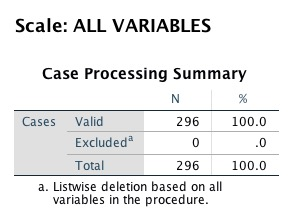 Scale: ALL VARIABLES
Case Processing Summary
N %
Cases Valid 296 100.0
Excludedᵃ 0 .0
Total 296 100.0
a. Listwise deletion based on all
variables in the procedure.